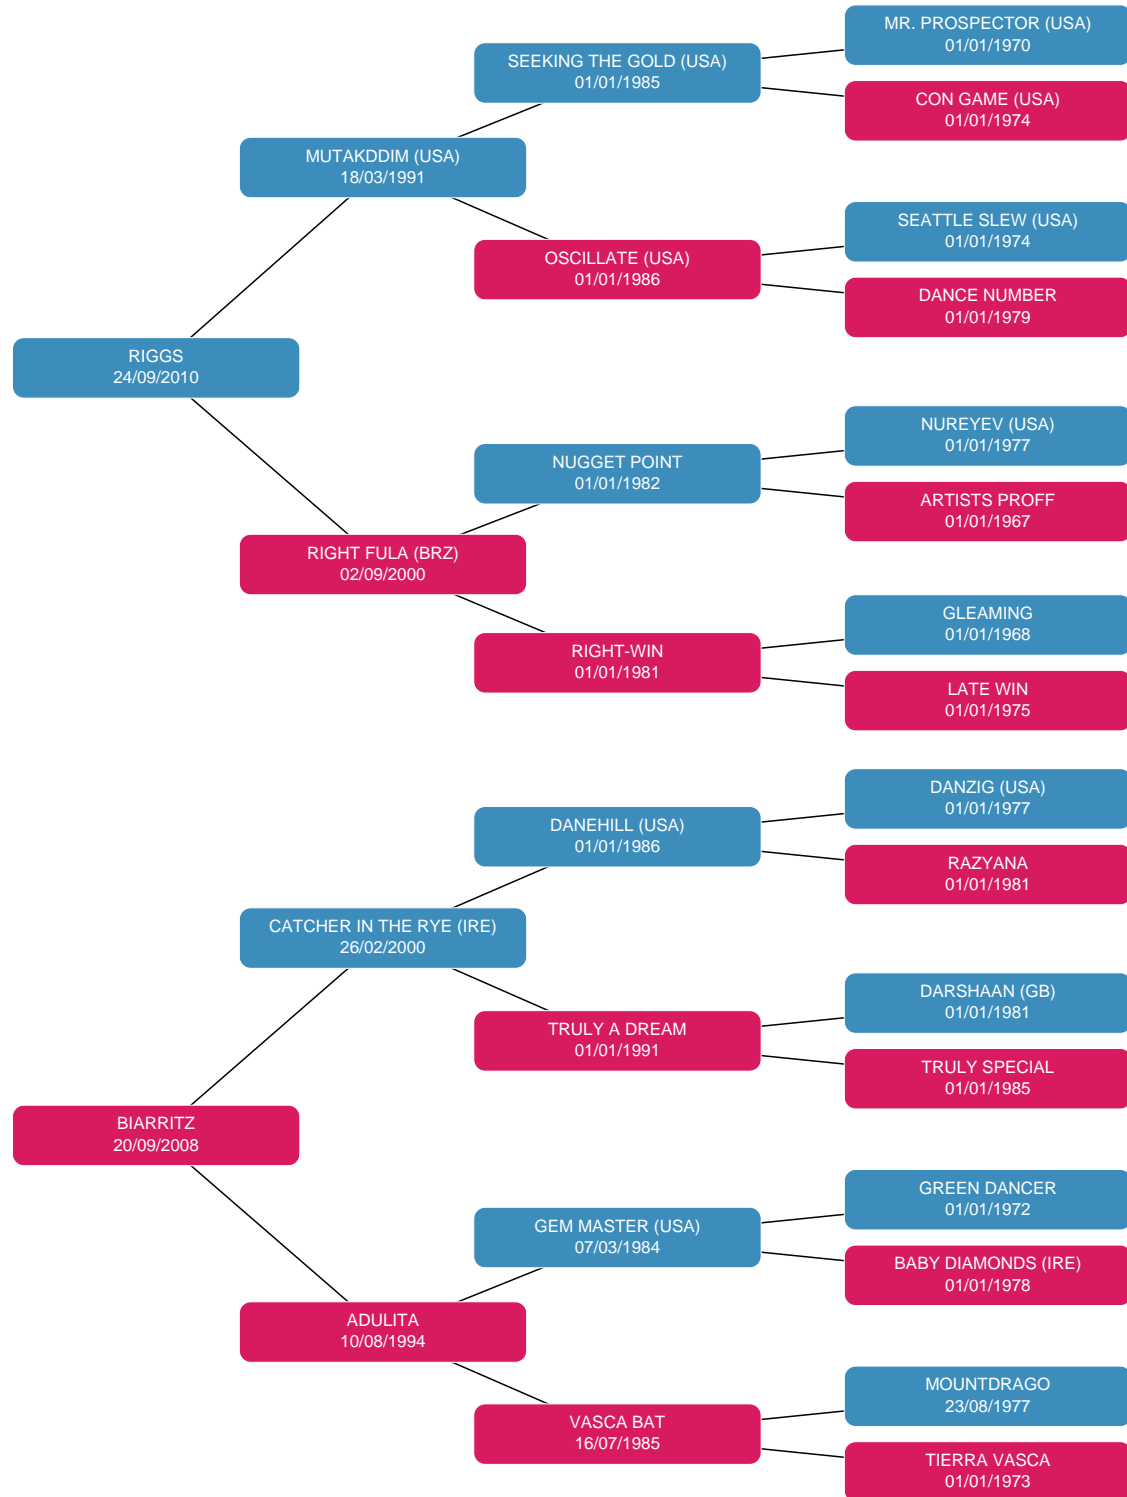 MR. PROSPECTOR (USA)
01/01/1970
SEEKING THE GOLD (USA)
01/01/1985
CON GAME (USA)
01/01/1974
MUTAKDDIM (USA)
18/03/1991
SEATTLE SLEW (USA)
01/01/1974
OSCILLATE (USA)
01/01/1986
DANCE NUMBER
01/01/1979
RIGGS
24/09/2010
NUREYEV (USA)
01/01/1977
NUGGET POINT
01/01/1982
ARTISTS PROFF
01/01/1967
RIGHT FULA (BRZ)
02/09/2000
GLEAMING
01/01/1968
RIGHT-WIN
01/01/1981
LATE WIN
01/01/1975
DANZIG (USA)
01/01/1977
DANEHILL (USA)
01/01/1986
RAZYANA
01/01/1981
CATCHER IN THE RYE (IRE)
26/02/2000
DARSHAAN (GB)
01/01/1981
TRULY A DREAM
01/01/1991
TRULY SPECIAL
01/01/1985
BIARRITZ
20/09/2008
GREEN DANCER
01/01/1972
GEM MASTER (USA)
07/03/1984
BABY DIAMONDS (IRE)
01/01/1978
ADULITA
10/08/1994
MOUNTDRAGO
23/08/1977
VASCA BAT
16/07/1985
TIERRA VASCA
01/01/1973